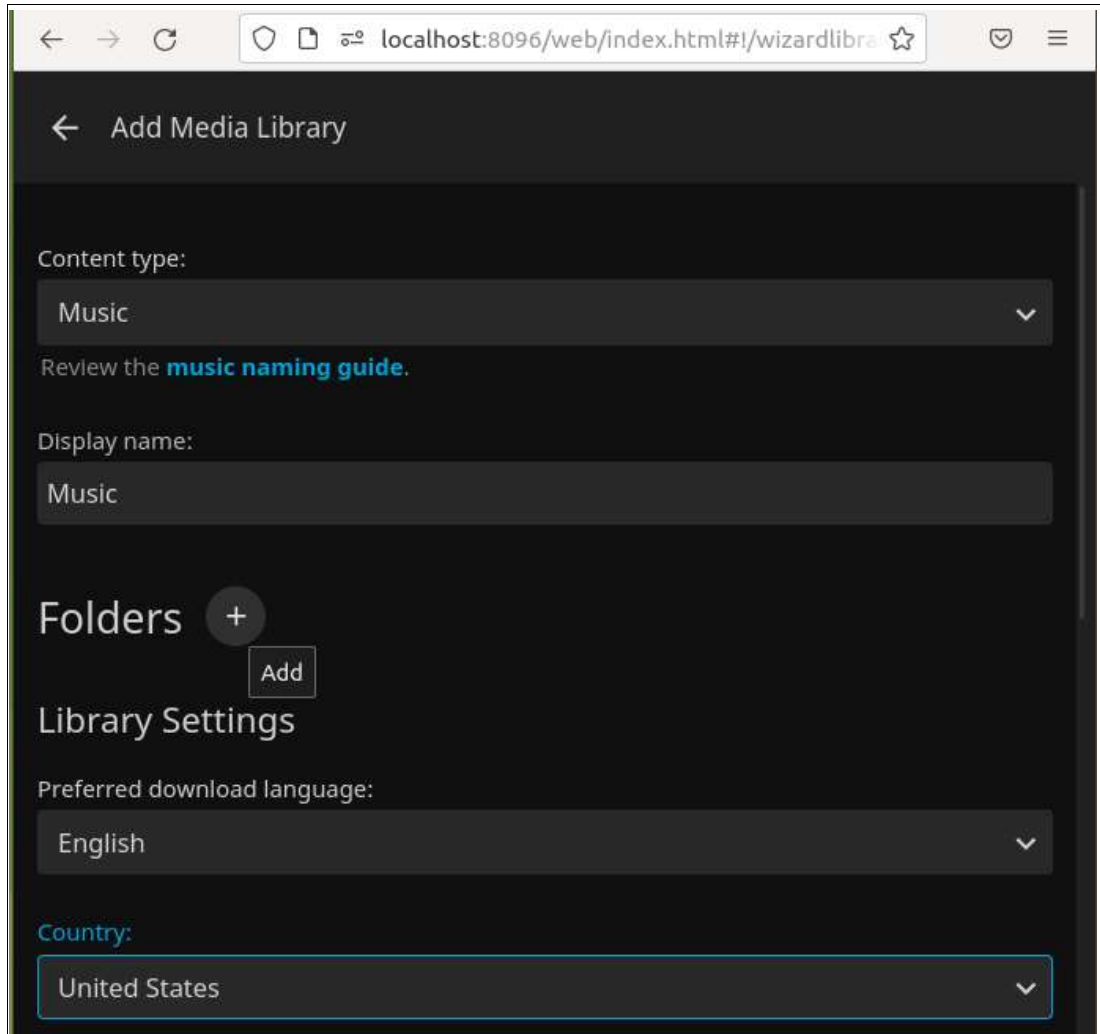 localhost:8096/web/index.html#!/wizardlibra
Add Media Library
Content type:
Music
Review the music naming guide.
Display name:
Music
Folders +
Add
Library Settings
Preferred download language:
English
Country:
United States